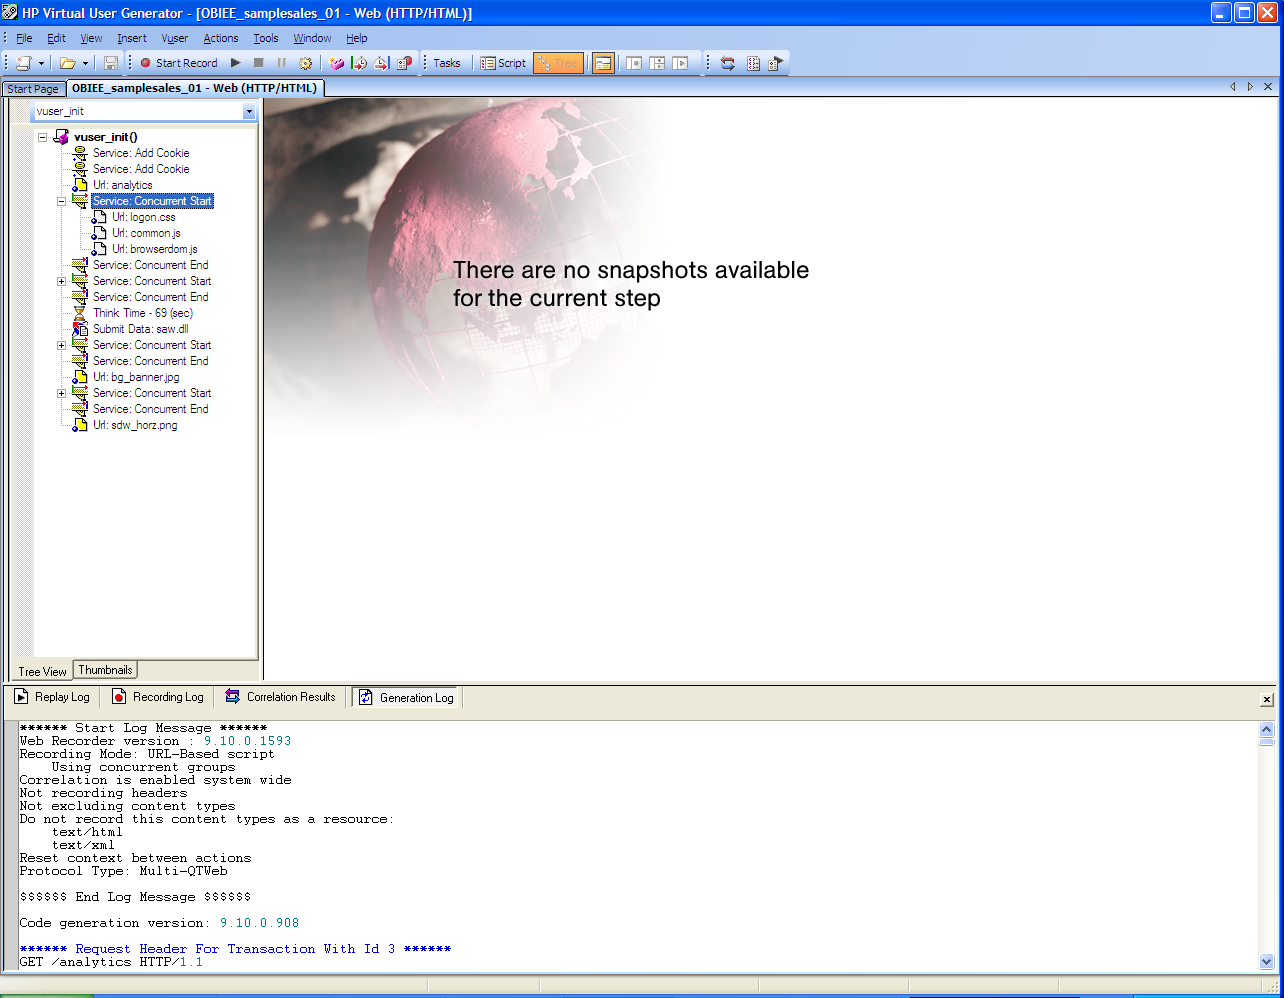 HP Virtual User Generator - [OBIEE_samplesales_01 - Web (HTTP/HTML)]
File Edit View Insert Vuser Actions Tools Window Help
Start Record Tasks Script Tree
Start Page OBIEE_samplesales_01 - Web (HTTP/HTML)
vuser_init
vuser_init()
Service: Add Cookie
Service: Add Cookie
Url: analytics
Service: Concurrent Start
Url: logon.css
Url: common.js
Url: browserdom.js
Service: Concurrent End
Service: Concurrent Start
Service: Concurrent End
Think Time - 69 (sec)
Submit Data: saw.dll
Service: Concurrent Start
Service: Concurrent End
Url: bg_banner.jpg
Service: Concurrent Start
Service: Concurrent End
Url: sdw_horz.png
There are no snapshots available
for the current step
Tree View Thumbnails
Replay Log Recording Log Correlation Results Generation Log
****** Start Log Message ******
Web Recorder version : 9.10.0.1593
Recording Mode: URL-Based script
Using concurrent groups
Correlation is enabled system wide
Not recording headers
Not excluding content types
Do not record this content types as a resource:
text/html
text/xml
Reset context between actions
Protocol Type: Multi-QTWeb
$$$$$$ End Log Message $$$$$$
Code generation version: 9.10.0.908
****** Request Header For Transaction With Id 3 ******
GET /analytics HTTP/1.1